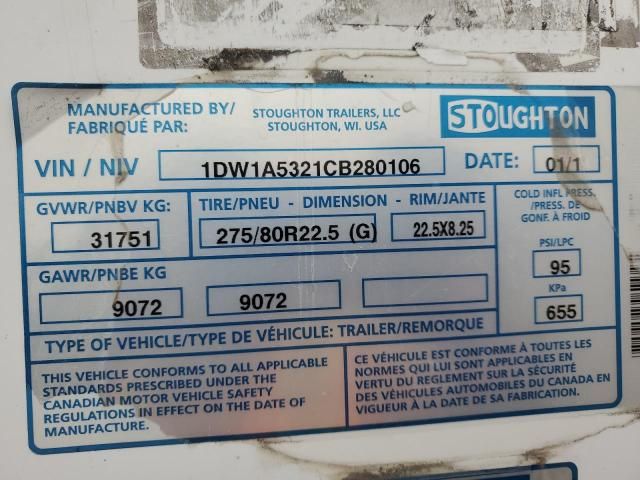 MANUFACTURED BY/ STOUGHTON TRAILERS, LLC STOUGHTON
FABRIQUÉ PAR: STOUGHTON, WI. USA
VIN / NIV 1DW1A5321CB280106 DATE: 01/1
GVWR/PNBV KG: TIRE/PNEU - DIMENSION - RIM/JANTE COLD INFL PRESS.
/PRESS. DE
GONF. À FROID
31751 275/80R22.5 (G) 22.5X8.25
PSI/LPC
GAWR/PNBE KG 95
KPa
9072 9072 655
TYPE OF VEHICLE/TYPE DE VÉHICULE: TRAILER/REMORQUE
THIS VEHICLE CONFORMS TO ALL APPLICABLE
STANDARDS PRESCRIBED UNDER THE
CANADIAN MOTOR VEHICLE SAFETY
REGULATIONS IN EFFECT ON THE DATE OF
MANUFACTURE.
CE VÉHICULE EST CONFORME À TOUTES LES
NORMES QUI LUI SONT APPLICABLES EN
VERTU DU REGLEMENT SUR LA SÉCURITÉ
DES VÉHICULES AUTOMOBILES DU CANADA EN
VIGUEUR À LA DATE DE SA FABRICATION.